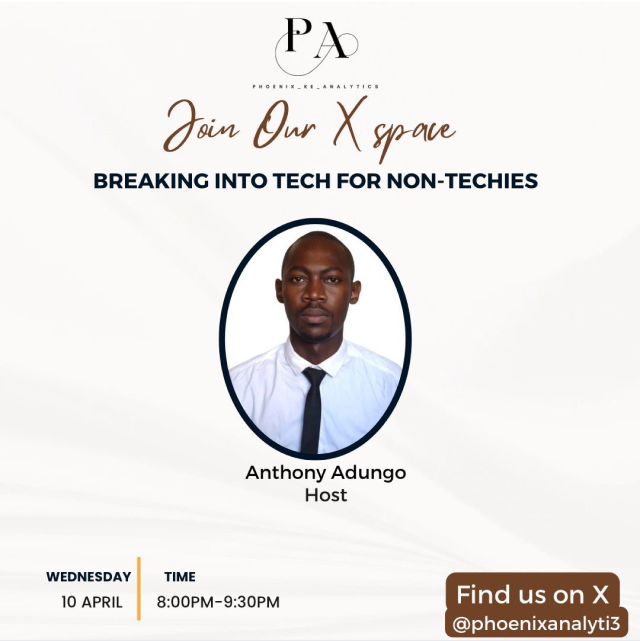 PA
PHOENIX_KE_ANALYTICS
Join Our X space
BREAKING INTO TECH FOR NON-TECHIES
Anthony Adungo
Host
WEDNESDAY
10 APRIL
TIME
8:00PM-9:30PM
Find us on X
@phoenixanalyti3